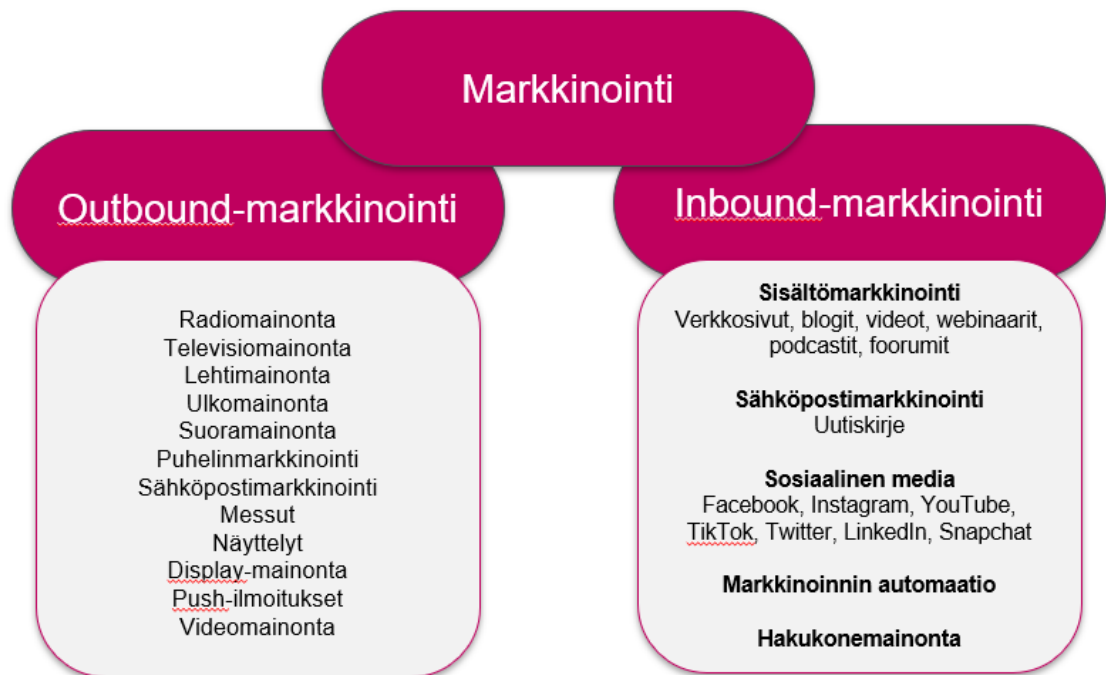 Markkinointi
Outbound-markkinointi
Radiomainonta
Televisiomainonta
Lehtimainonta
Ulkomainonta
Suoramainonta
Puhelinmarkkinointi
Sähköpostimarkkinointi
Messut
Näyttelyt
Display-mainonta
Push-ilmoitukset
Videomainonta
Inbound-markkinointi
Sisältömarkkinointi
Verkkosivut, blogit, videot, webinaarit,
podcastit, foorumit
Sähköpostimarkkinointi
Uutiskirje
Sosiaalinen media
Facebook, Instagram, YouTube,
TikTok, Twitter, LinkedIn, Snapchat
Markkinoinnin automaatio
Hakukonemainonta